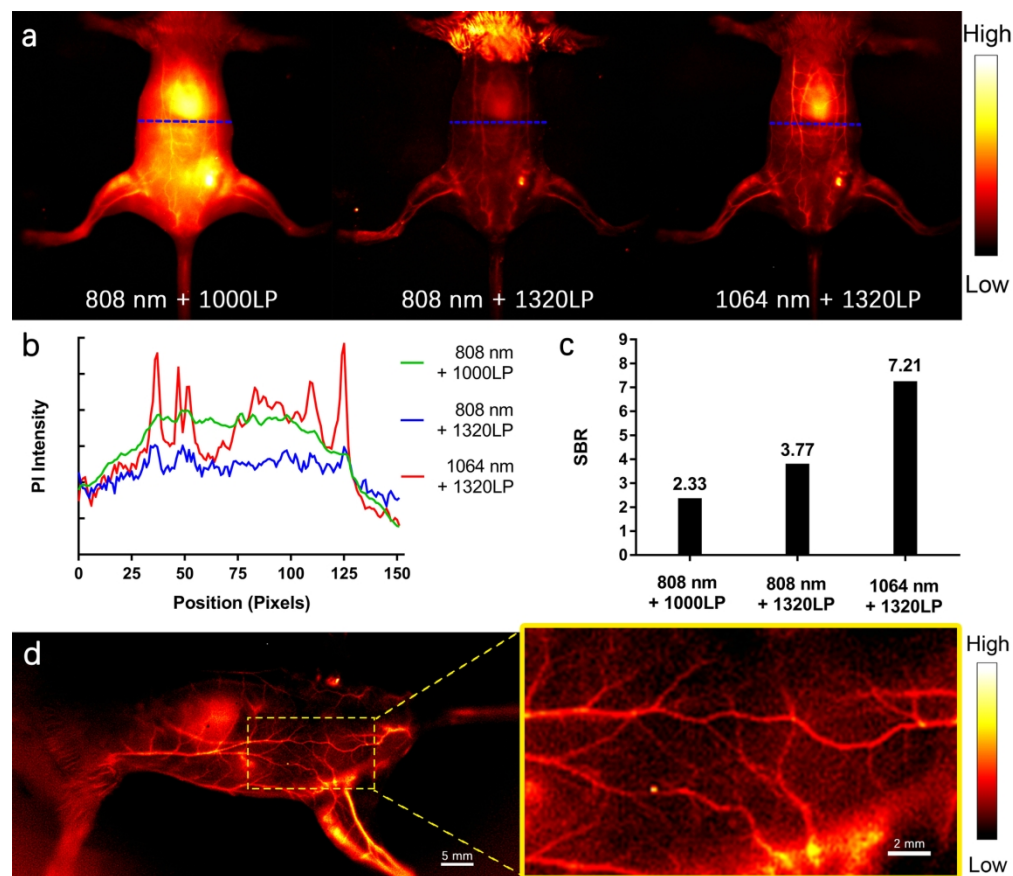 a
High
Low
808 nm + 1000LP
808 nm + 1320LP
1064 nm + 1320LP
b
PI Intensity
0
25
50
75
100
125
150
Position (Pixels)
808 nm
+ 1000LP
808 nm
+ 1320LP
1064 nm
+ 1320LP
c
SBR
9
8
7
6
5
4
3
2
1
0
2.33
3.77
7.21
808 nm
+ 1000LP
808 nm
+ 1320LP
1064 nm
+ 1320LP
d
5 mm
2 mm
High
Low